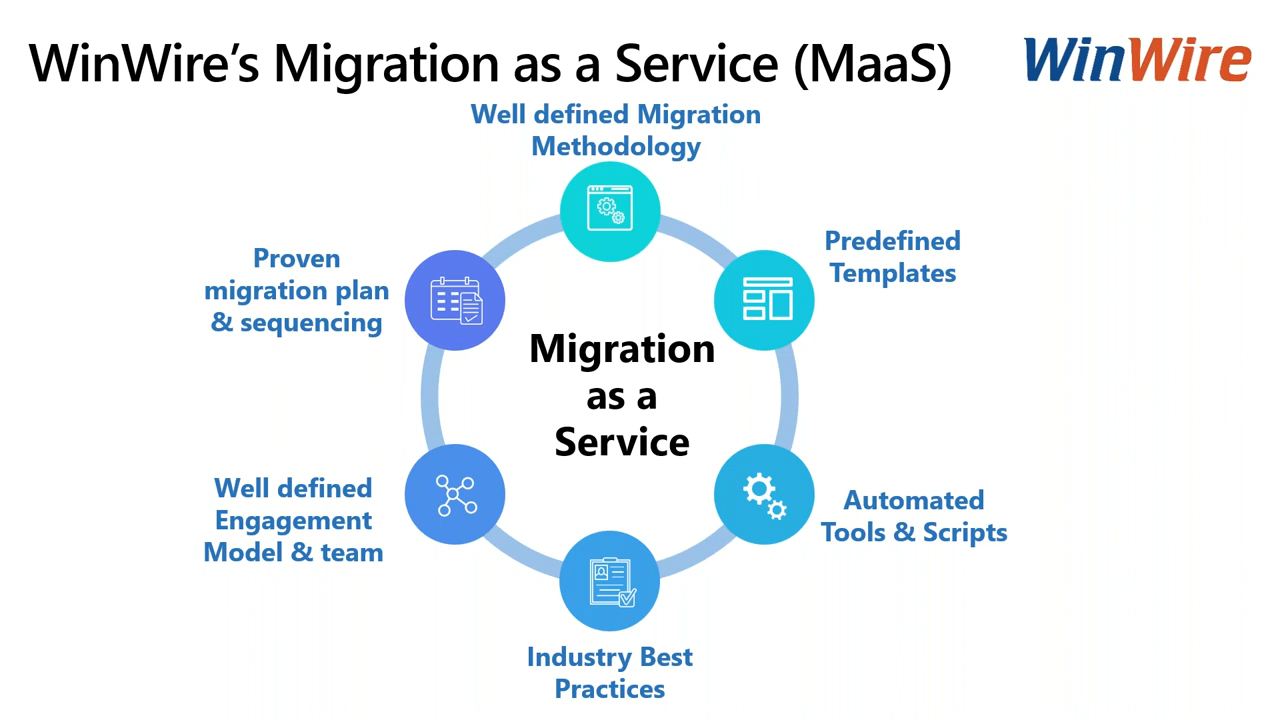 WinWire's Migration as a Service (MaaS)
WinWire
Well defined Migration
Methodology
Predefined
Templates
Automated
Tools & Scripts
Industry Best
Practices
Well defined
Engagement
Model & team
Proven
migration plan
& sequencing
Migration
as a
Service